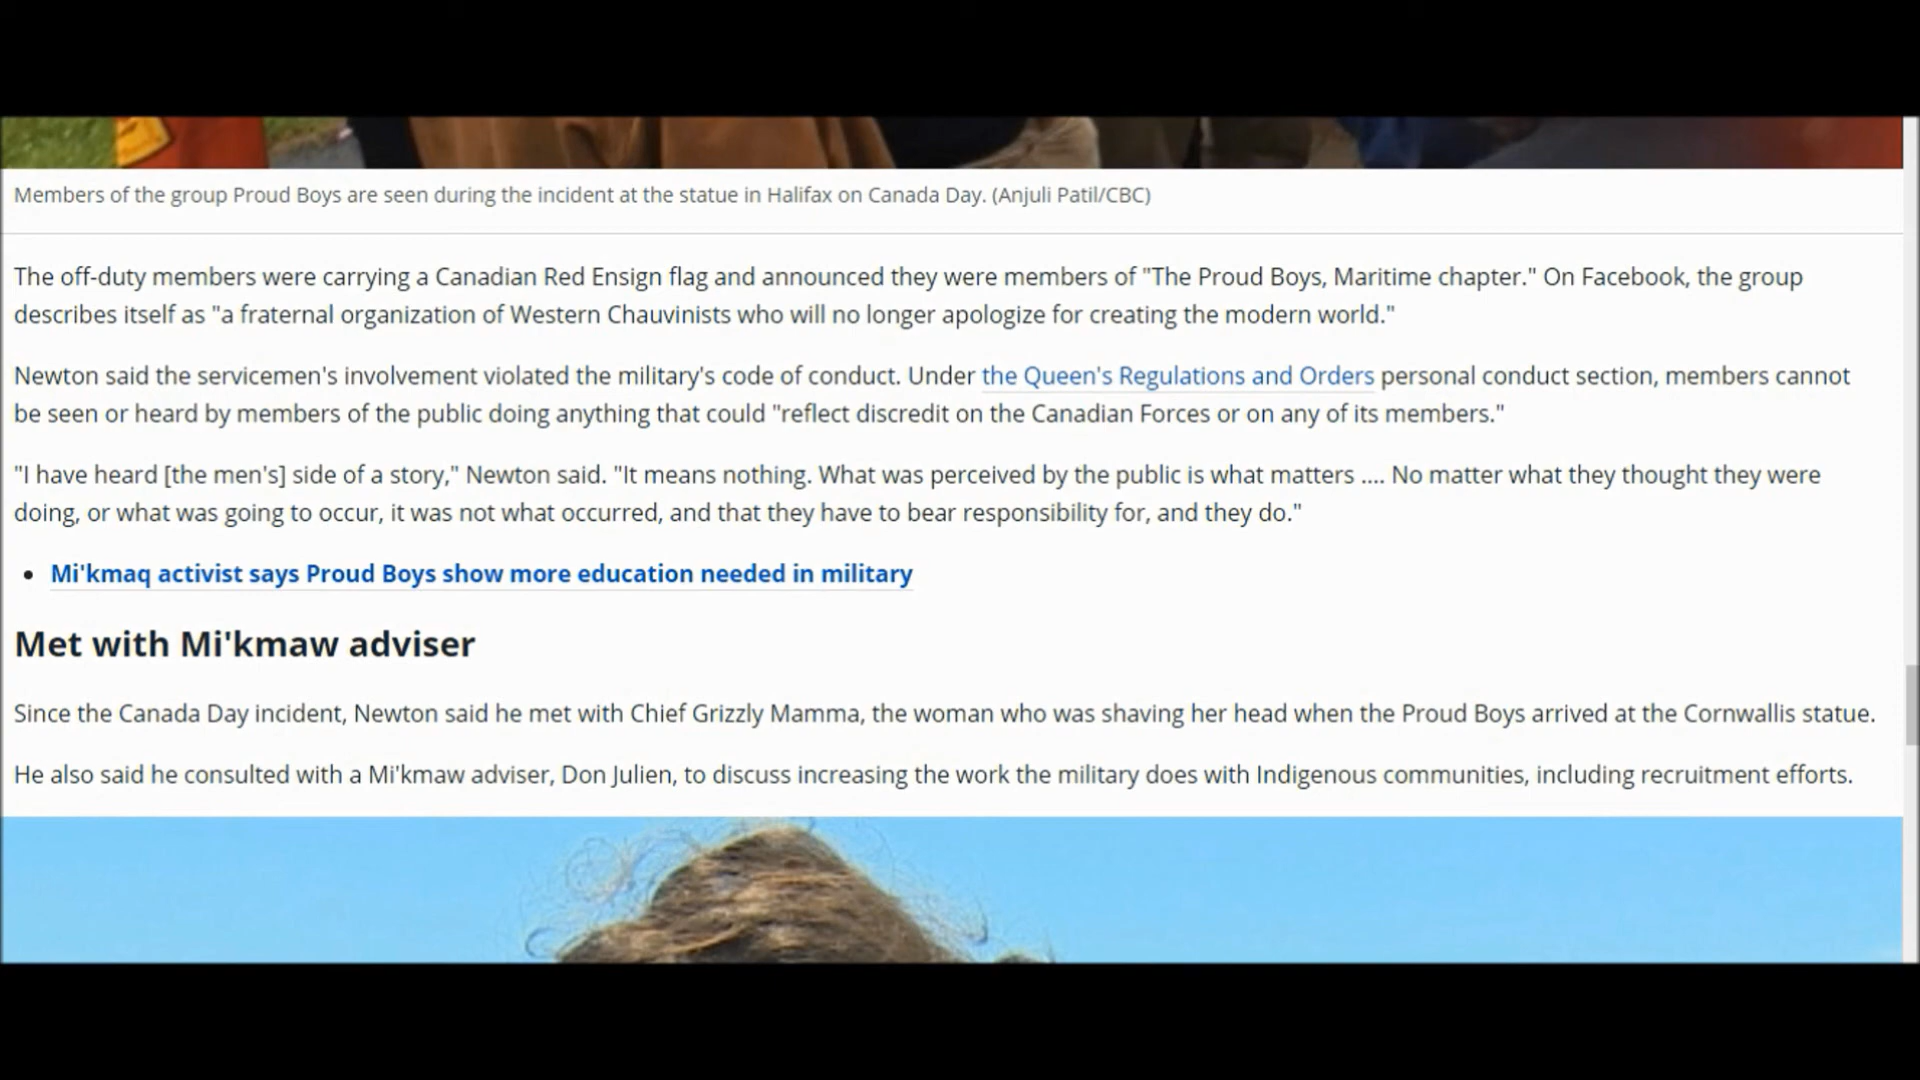 Members of the group Proud Boys are seen during the incident at the statue in Halifax on Canada Day. (Anjuli Patil/CBC)
The off-duty members were carrying a Canadian Red Ensign flag and announced they were members of "The Proud Boys, Maritime chapter." On Facebook, the group
describes itself as "a fraternal organization of Western Chauvinists who will no longer apologize for creating the modern world."
Newton said the servicemen's involvement violated the military's code of conduct. Under the Queen's Regulations and Orders personal conduct section, members cannot
be seen or heard by members of the public doing anything that could "reflect discredit on the Canadian Forces or on any of its members."
"I have heard [the men's] side of a story," Newton said. "It means nothing. What was perceived by the public is what matters .... No matter what they thought they were
doing, or what was going to occur, it was not what occurred, and that they have to bear responsibility for, and they do."
• Mi'kmaq activist says Proud Boys show more education needed in military
Met with Mi'kmaw adviser
Since the Canada Day incident, Newton said he met with Chief Grizzly Mamma, the woman who was shaving her head when the Proud Boys arrived at the Cornwallis statue.
He also said he consulted with a Mi'kmaw adviser, Don Julien, to discuss increasing the work the military does with Indigenous communities, including recruitment efforts.